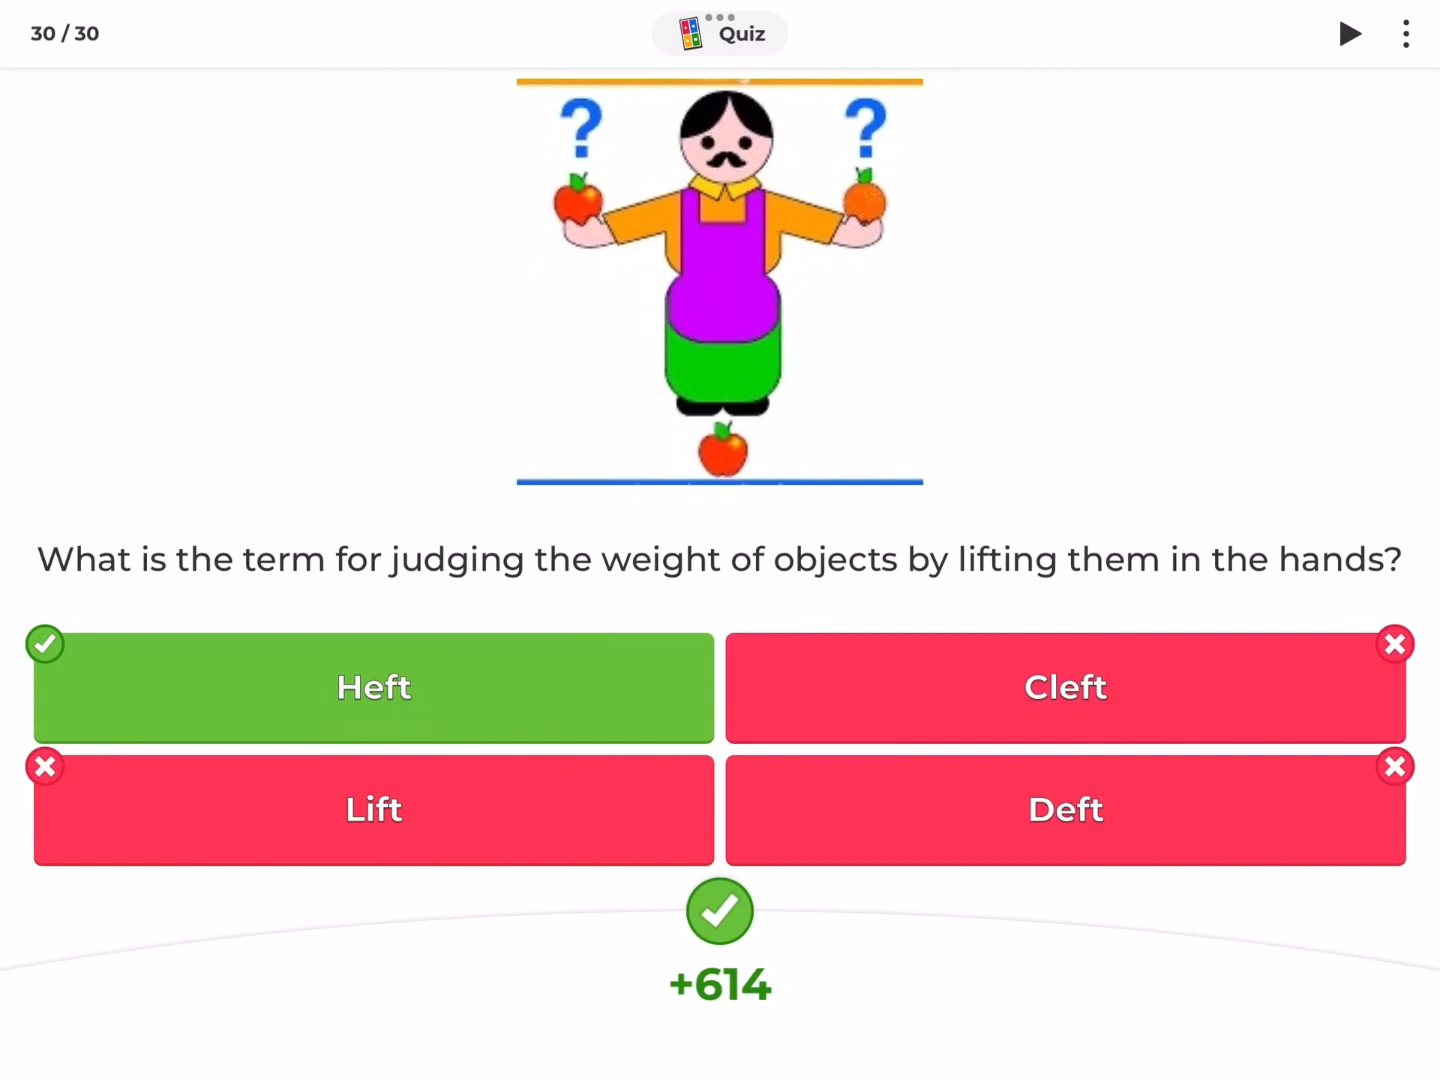 30 / 30
Quiz
? ?
What is the term for judging the weight of objects by lifting them in the hands?
Heft
Cleft
Lift
Deft
+614